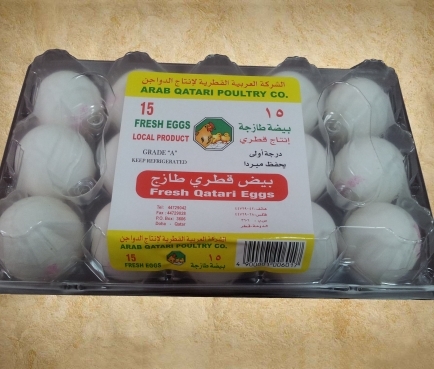 الشركة العربية القطرية لإنتاج الدواجن
ARAB QATARI POULTRY CO.
15
FRESH EGGS
LOCAL PRODUCT
GRADE "A"
KEEP REFRIGERATED
١٥
بيضة طازجة
إنتاج قطري
درجة أولى
يحفظ مبردا
بيض قطري طازج
Fresh Qatari Eggs
الشركة العربية القطرية لإنتاج الدواجن
ARAB QATARI POULTRY CO.
15
FRESH EGGS
١٥
بيضة طازجة